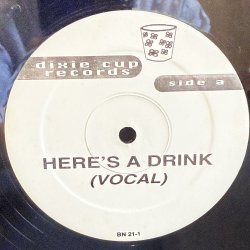 dixie cup
records
side a
HERE'S A DRINK
(VOCAL)
BN 21-1